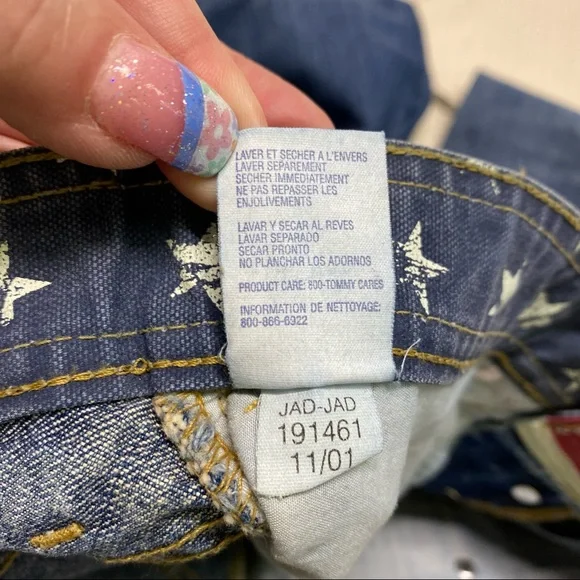 LAVER ET SECHER A L'ENVERS
LAVER SEPAREMENT
SECHER IMMEDIATEMENT
NE PAS REPASSER LES
ENJOLIVEMENTS
LAVAR Y SECAR AL REVES
LAVAR SEPARADO
SECAR PRONTO
NO PLANCHAR LOS ADORNOS
PRODUCT CARE: 800-TOMMY CARES
INFORMATION DE NETTOYAGE:
800-866-6922
JAD-JAD
191461
11/01